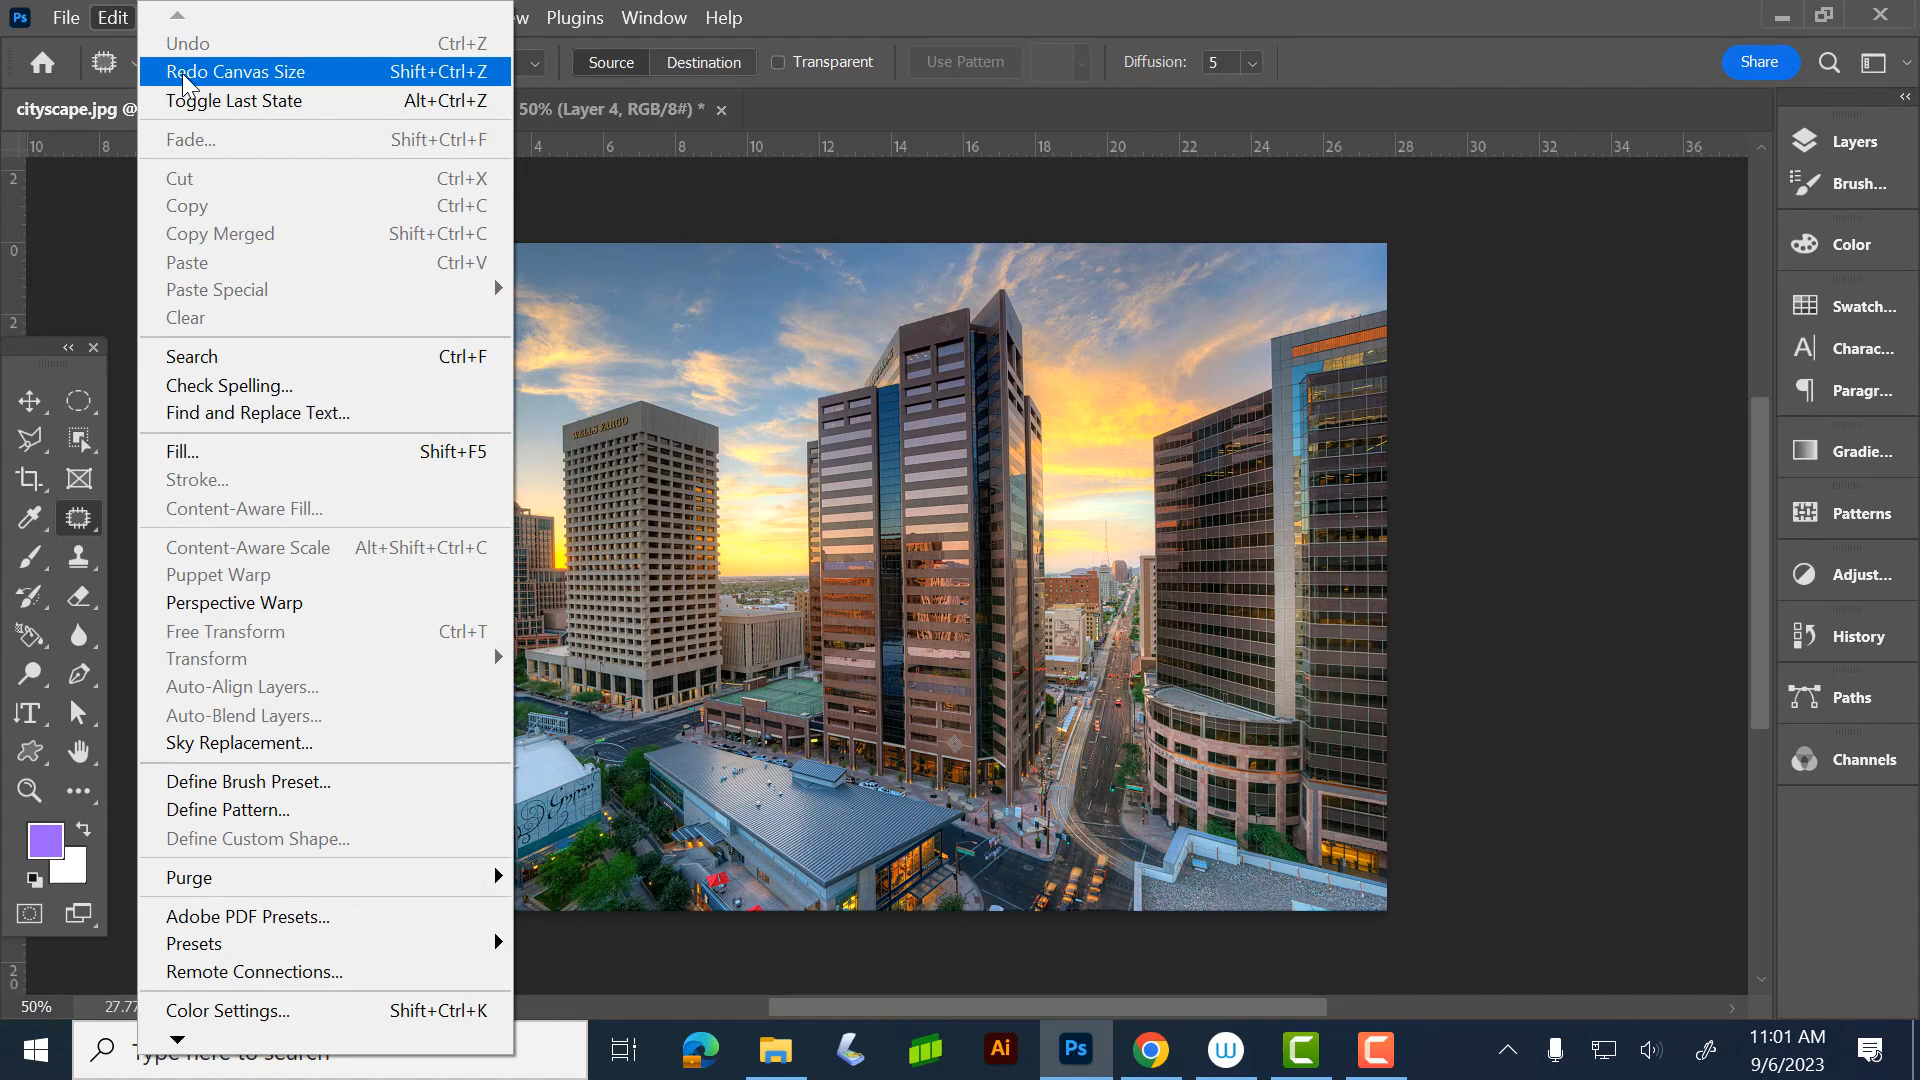 Ps File Edit
ew Plugins Window Help
Undo Ctrl+Z
Redo Canvas Size Shift+Ctrl+Z
Toggle Last State Alt+Ctrl+Z
Fade... Shift+Ctrl+F
Cut Ctrl+X
Copy Ctrl+C
Copy Merged Shift+Ctrl+C
Paste Ctrl+V
Paste Special
Clear
Search Ctrl+F
Check Spelling...
Find and Replace Text...
Fill... Shift+F5
Stroke...
Content-Aware Fill...
Content-Aware Scale Alt+Shift+Ctrl+C
Puppet Warp
Perspective Warp
Free Transform Ctrl+T
Transform
Auto-Align Layers...
Auto-Blend Layers...
Sky Replacement...
Define Brush Preset...
Define Pattern...
Define Custom Shape...
Purge
Adobe PDF Presets...
Presets
Remote Connections...
Color Settings... Shift+Ctrl+K
Source Destination Transparent Use Pattern Diffusion: 5 Share
cityscape.jpg @
50% (Layer 4, RGB/8#) *
10 8 4 6 8 10 12 14 16 18 20 22 24 26 28 30 32 34 36
2
0
2
2
0
WELLS FARGO
Layers
Brush...
Color
Swatch...
Charac...
Paragr...
Gradie...
Patterns
Adjust...
History
Paths
Channels
50% 27.77
Type here to search
Ai Ps
11:01 AM
9/6/2023